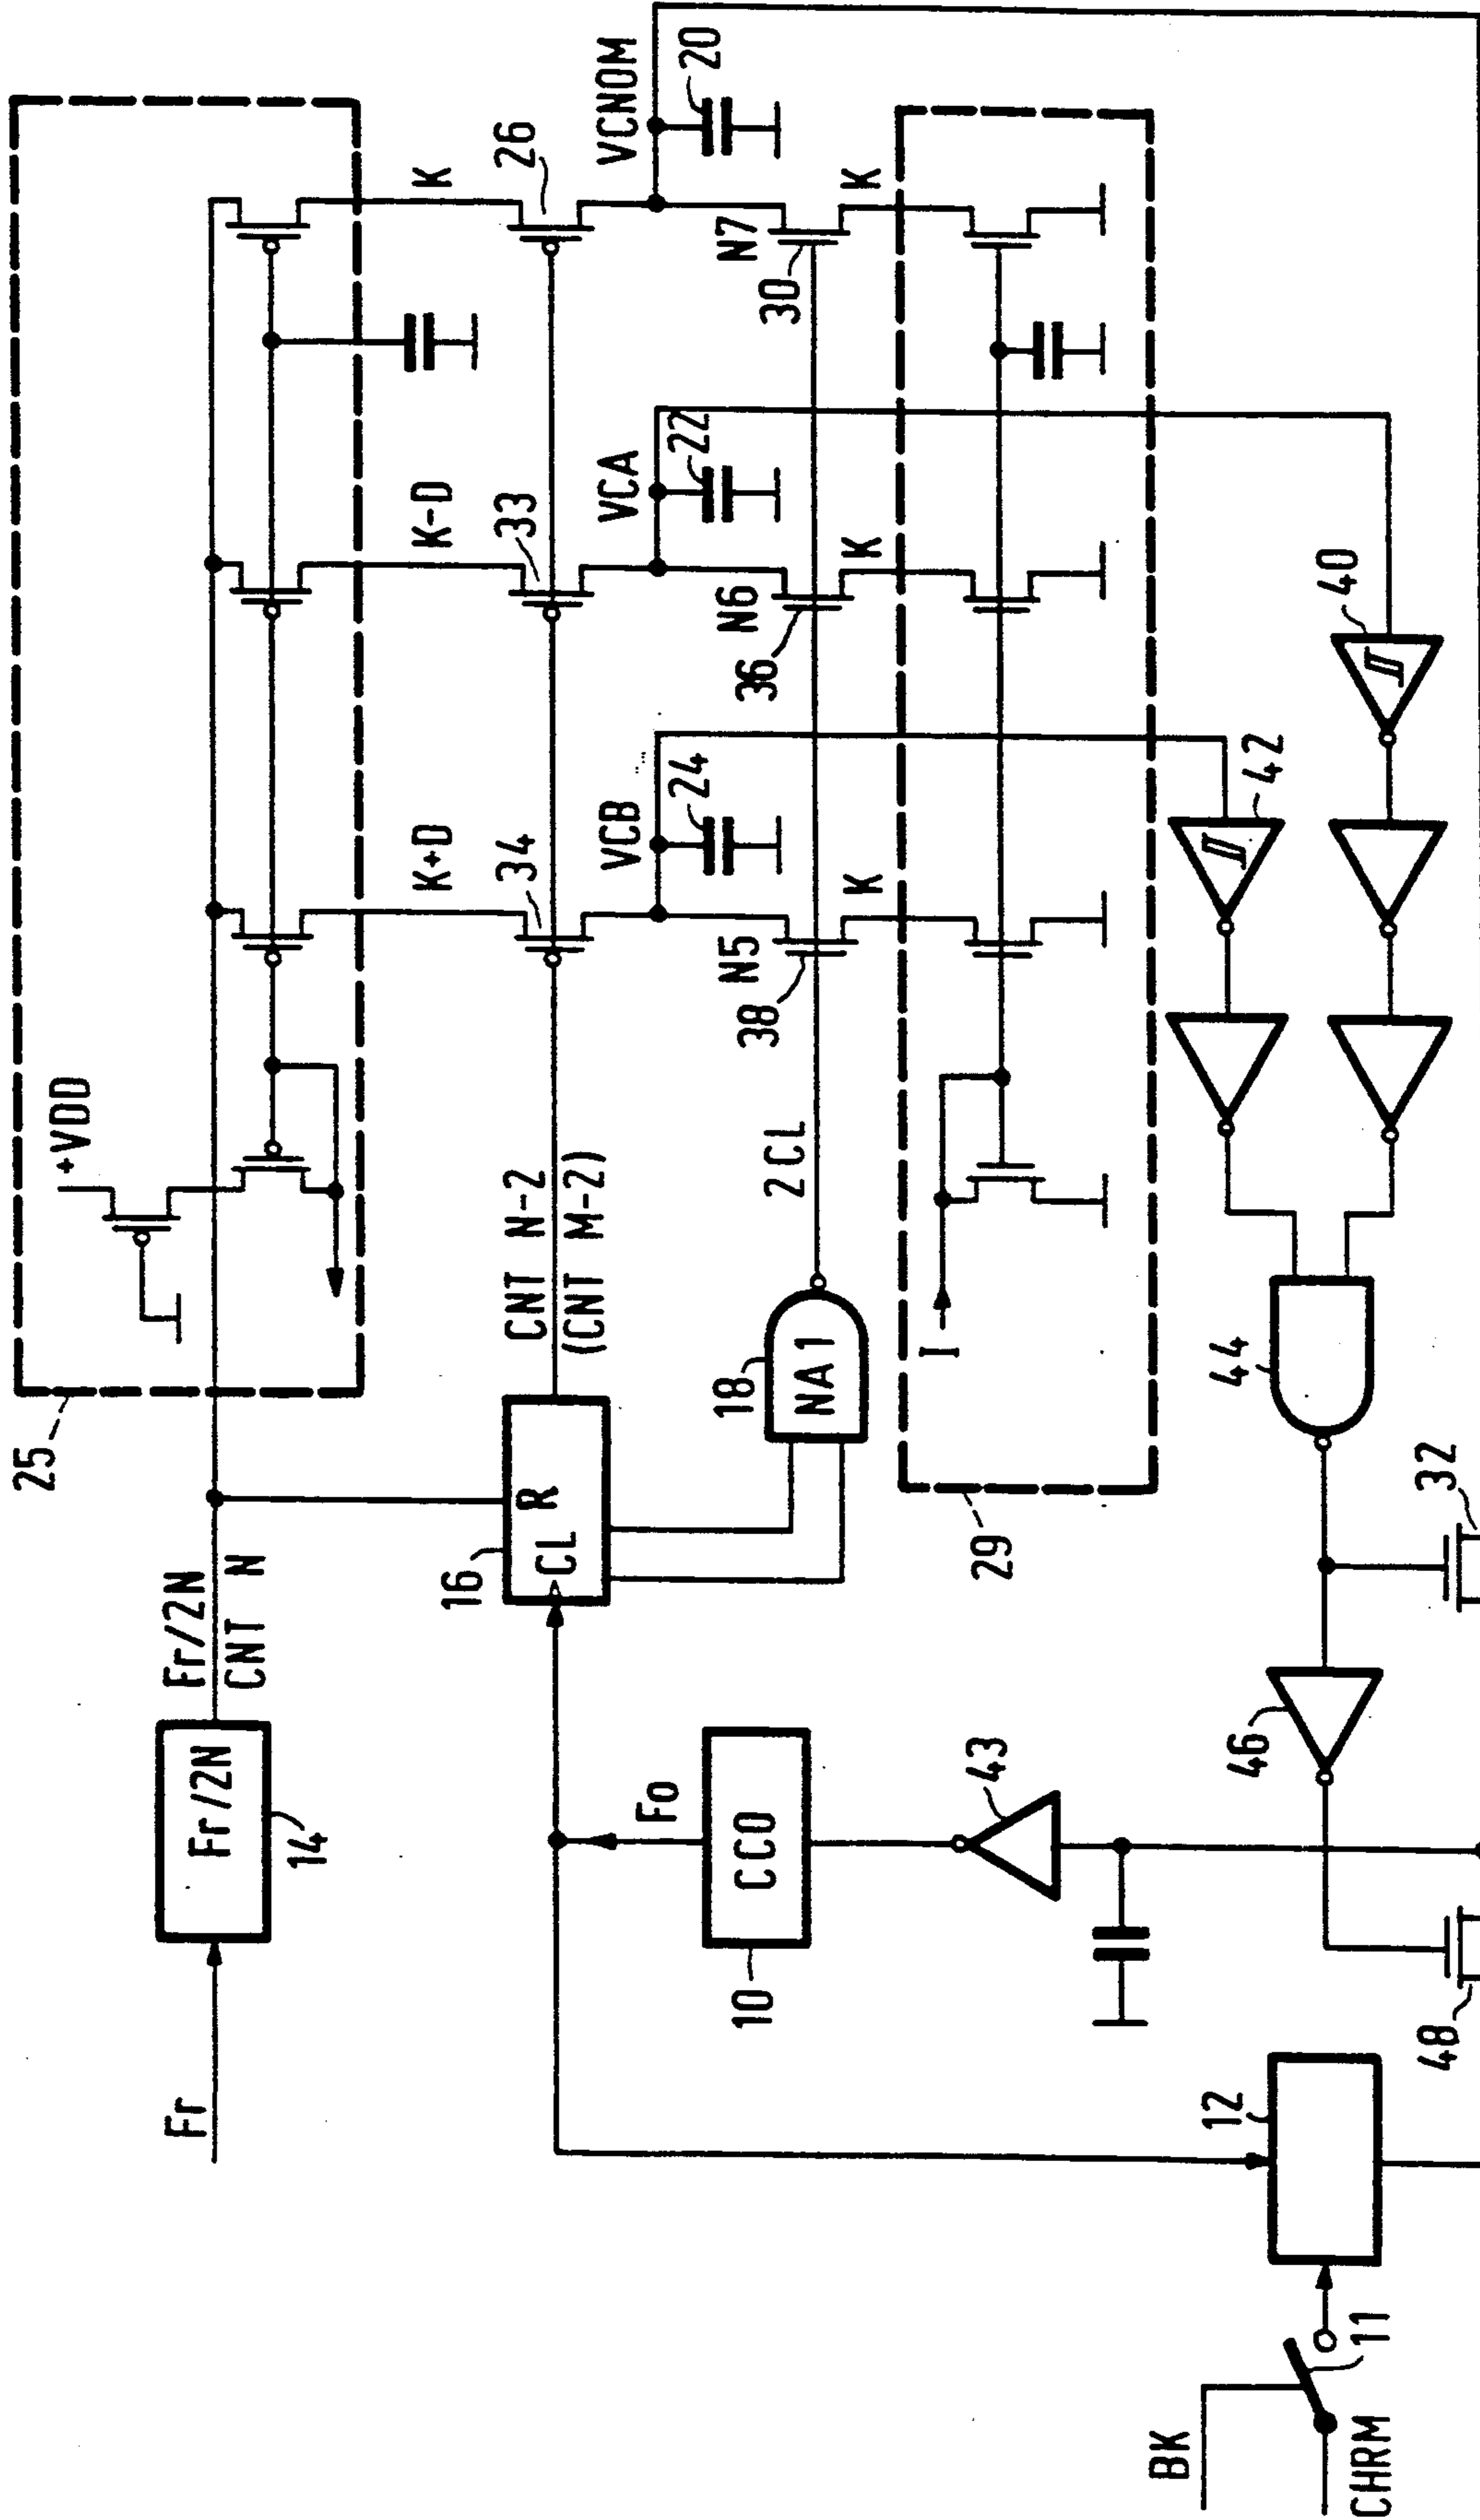 25
+VDD
Fr
Fr/2N
14
Fr/2N
CNT N
K+D
K-D
K
16
CL
R
CNT N-2
(CNT M-2)
34
33
26
Fo
VCB
VCA
VCNOM
24
22
20
10
CCO
18
NA1
2CL
38
N5
36
N6
30
N7
K
K
K
43
I
29
BK
11
CHRM
12
46
44
42
40
48
32